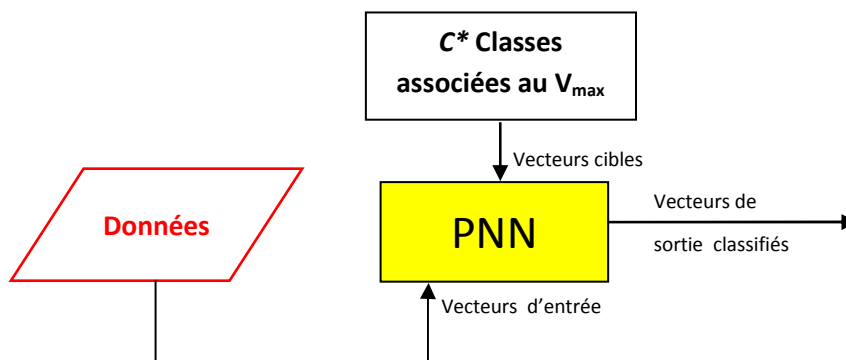 C* Classes
associées au Vmax
Vecteurs cibles
Données
PNN
Vecteurs de
sortie classifiés
Vecteurs d'entrée